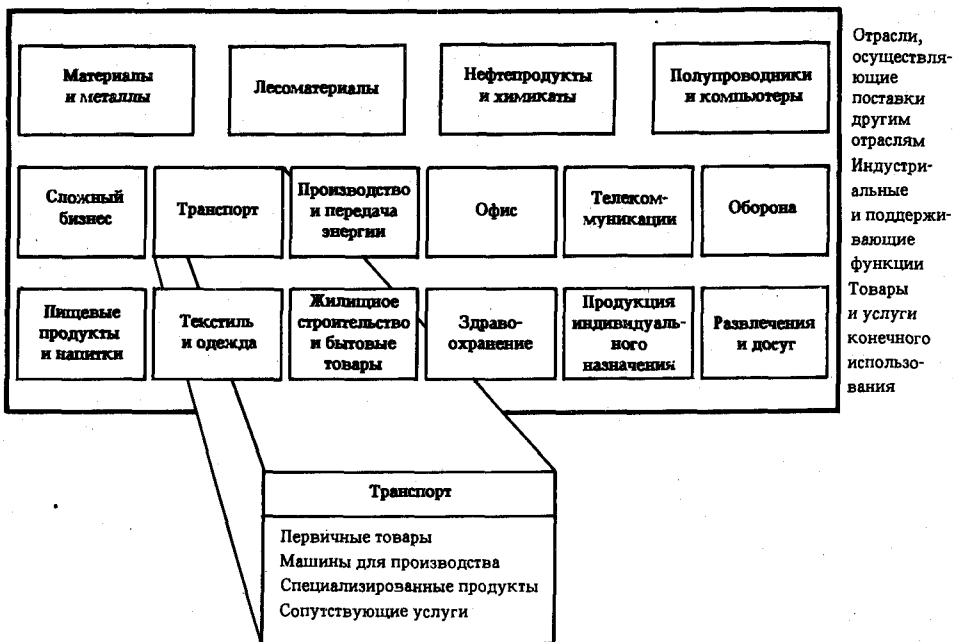 Материалы
и металлы
Лесоматериалы
Нефтепродукты
и химикаты
Полупроводники
и компьютеры
Отрасли,
осуществля-
ющие
поставки
другим
отраслям
Сложный
бизнес
Транспорт
Производство
и передача
энергии
Офис
Телеком-
муникации
Оборона
Индустри-
альные
и поддержи-
вающие
функции
Пищевые
продукты
и напитки
Текстиль
и одежда
Жилищное
строительство
и бытовые
товары
Здраво-
охранение
Продукция
индивидуаль-
ного
назначения
Развлечения
и досуг
Товары
и услуги
конечного
использо-
вания
Транспорт
Первичные товары
Машины для производства
Специализированные продукты
Сопутствующие услуги